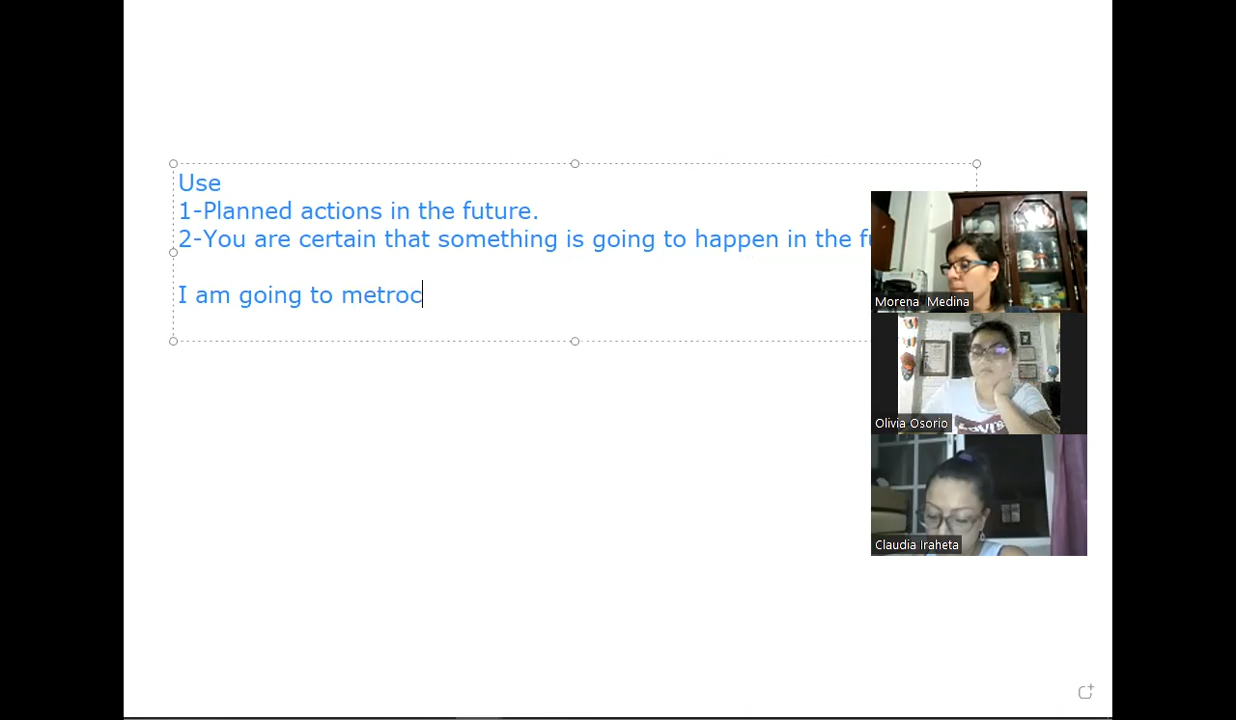 Use
1-Planned actions in the future.
2-You are certain that something is going to happen in the
I am going to metroc
Morena Medina
Olivia Osorio
Claudia Iraheta